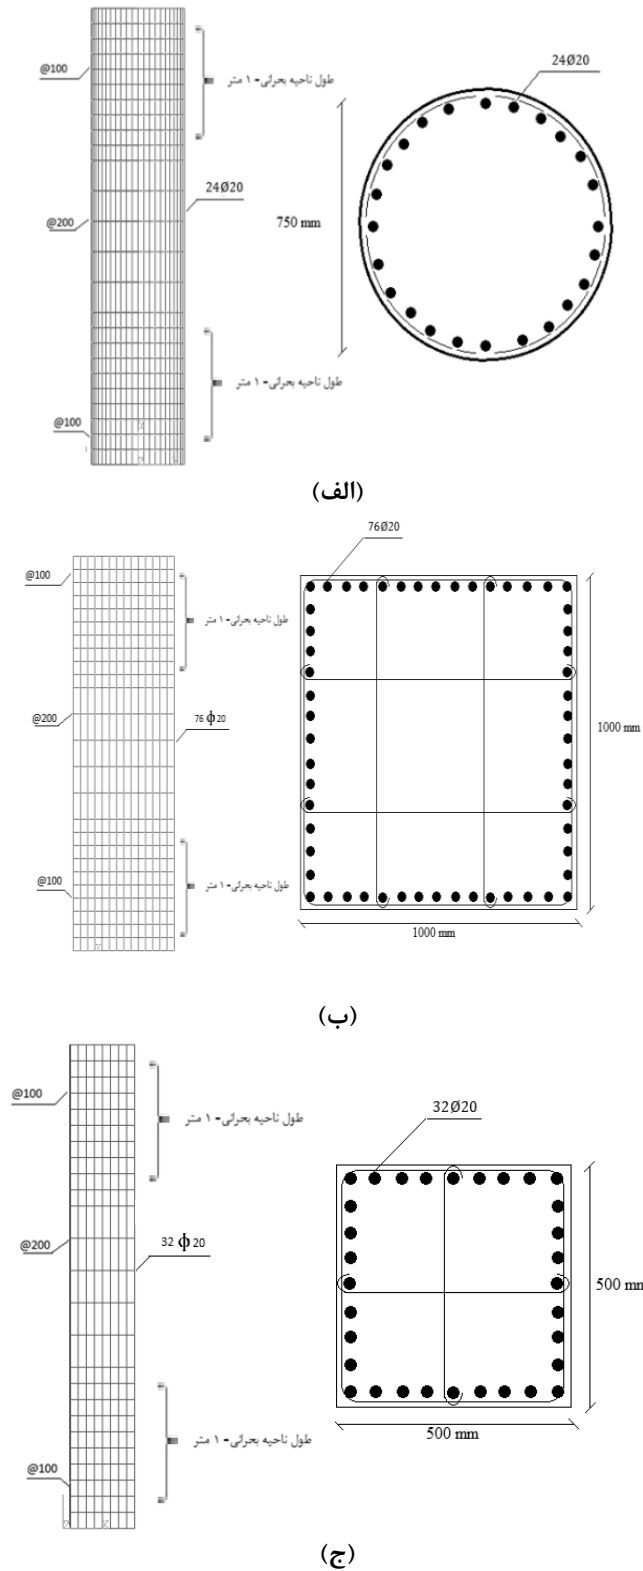 24Ø20
@100
طول ناحیه بحرانی- ۱ متر
24Ø20
750 mm
@200
طول ناحیه بحرانی- ۱ متر
@100
(الف)
76Ø20
@100
طول ناحیه بحرانی- ۱ متر
@200
76 ϕ 20
1000 mm
@100
طول ناحیه بحرانی- ۱ متر
1000 mm
(ب)
@100
32Ø20
طول ناحیه بحرانی- ۱ متر
@200
32 ϕ 20
500 mm
طول ناحیه بحرانی- ۱ متر
500 mm
@100
(ج)